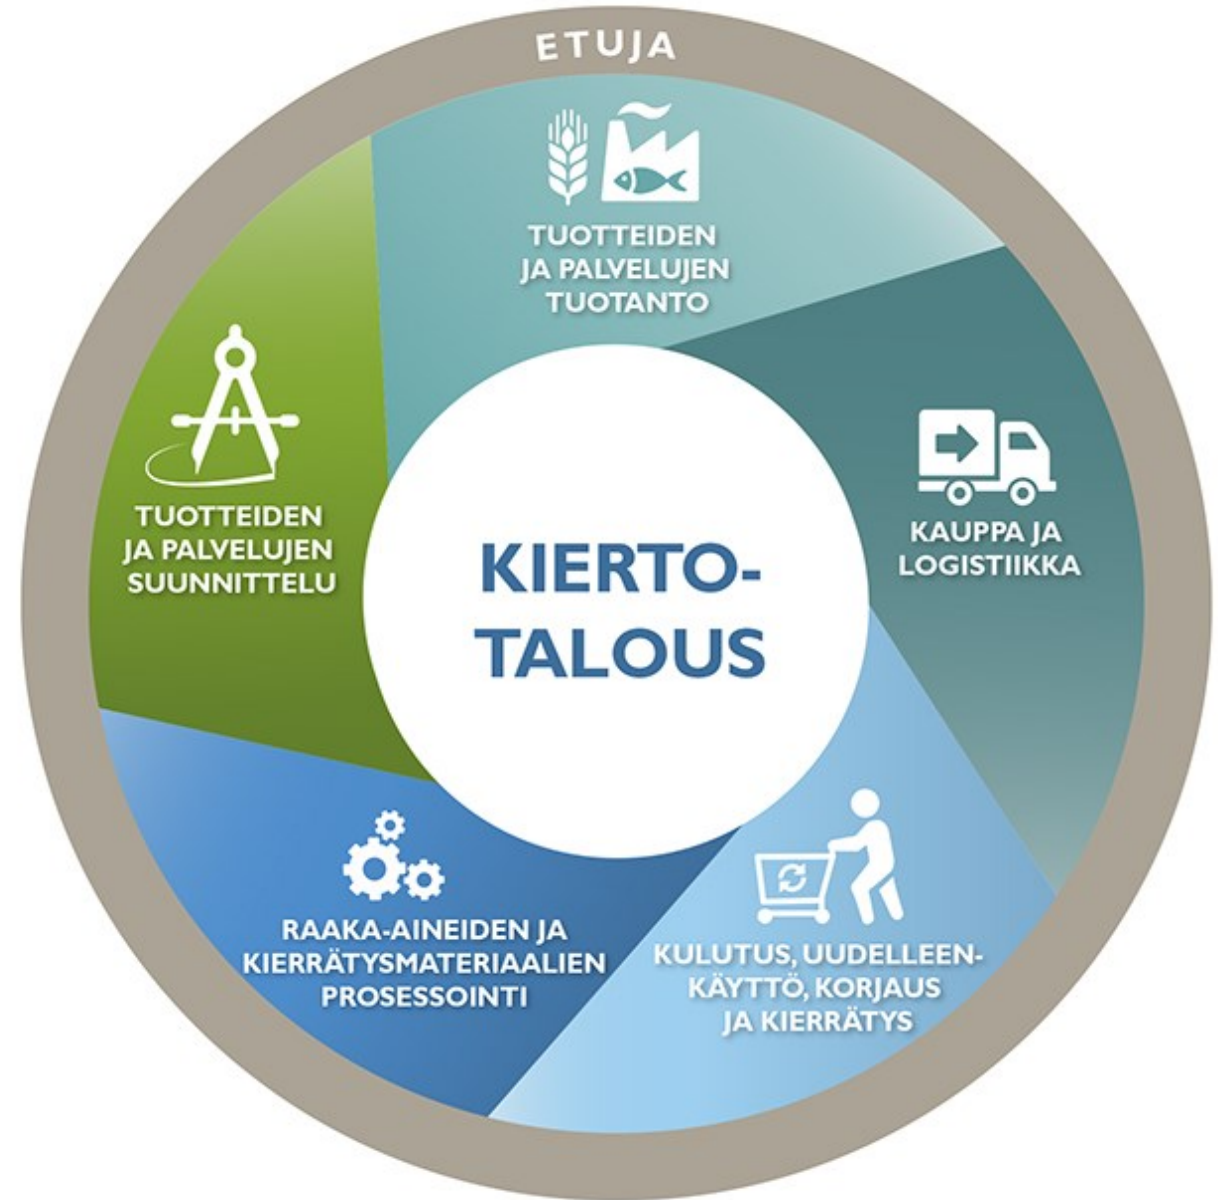 ETUJA
TUOTTEIDEN
JA PALVELUJEN
TUOTANTO
KAUPPA JA
LOGISTIIKKA
KULUTUS, UUDELLEEN-
KÄYTTÖ, KORJAUS
JA KIERRÄTYS
RAAKA-AINEIDEN JA
KIERRÄTYSMATERIAALIEN
PROSESSOINTI
TUOTTEIDEN
JA PALVELUJEN
SUUNNITTELU
KIERTO-
TALOUS